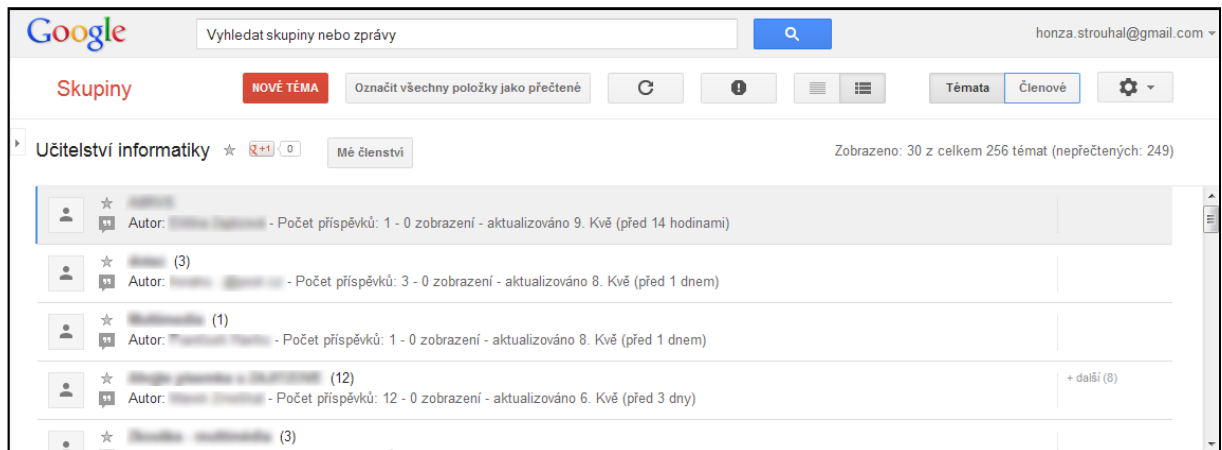 Google Vyhledat skupiny nebo zprávy honza.strouhal@gmail.com
Skupiny NOVÉ TÉMA Označit všechny položky jako přečtené Témata Členové
Učitelství informatiky +1 0 Mé členství Zobrazeno: 30 z celkem 256 témat (nepřečtených: 249)
Autor: - Počet příspěvků: 1 - 0 zobrazení - aktualizováno 9. Kvě (před 14 hodinami)
(3)
Autor: - Počet příspěvků: 3 - 0 zobrazení - aktualizováno 8. Kvě (před 1 dnem)
(1)
Autor: - Počet příspěvků: 1 - 0 zobrazení - aktualizováno 8. Kvě (před 1 dnem)
(12) + další (8)
Autor: - Počet příspěvků: 12 - 0 zobrazení - aktualizováno 6. Kvě (před 3 dny)
(3)